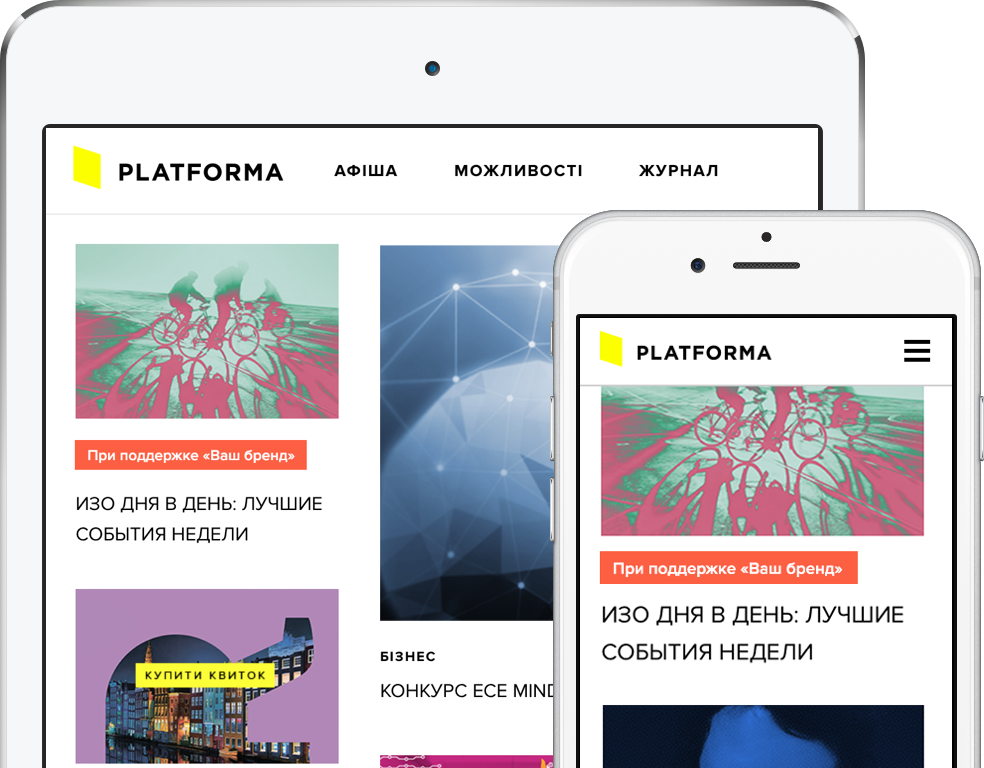 PLATFORMA
АФІША
МОЖЛИВОСТІ
ЖУРНАЛ
При поддержке «Ваш бренд»
ИЗО ДНЯ В ДЕНЬ: ЛУЧШИЕ
СОБЫТИЯ НЕДЕЛИ
КУПИТИ КВИТОК
БІЗНЕС
КОНКУРС ЕСЕ MIND
PLATFORMA
При поддержке «Ваш бренд»
ИЗО ДНЯ В ДЕНЬ: ЛУЧШИЕ
СОБЫТИЯ НЕДЕЛИ